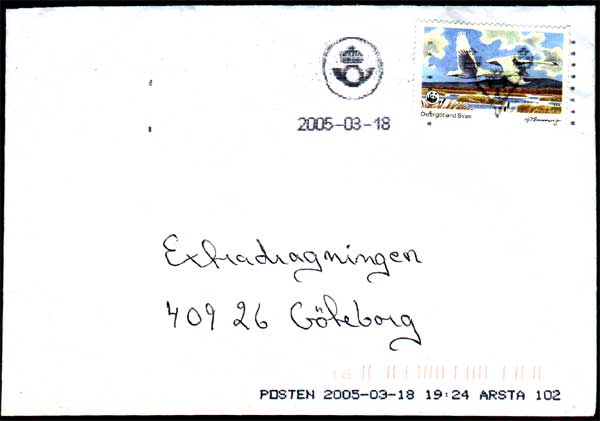 2005-03-18
Östergötland Svan
Extradragningen
409 26 Göteborg
POSTEN 2005-03-18 19:24 ARSTA 102